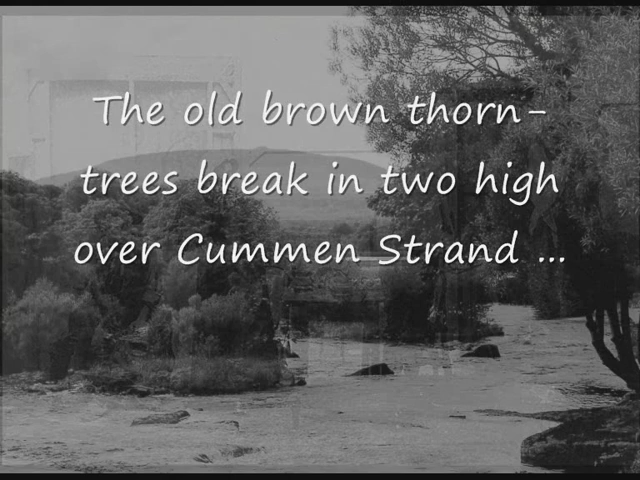 The old brown thorn-
trees break in two high
over Cummen Strand ...